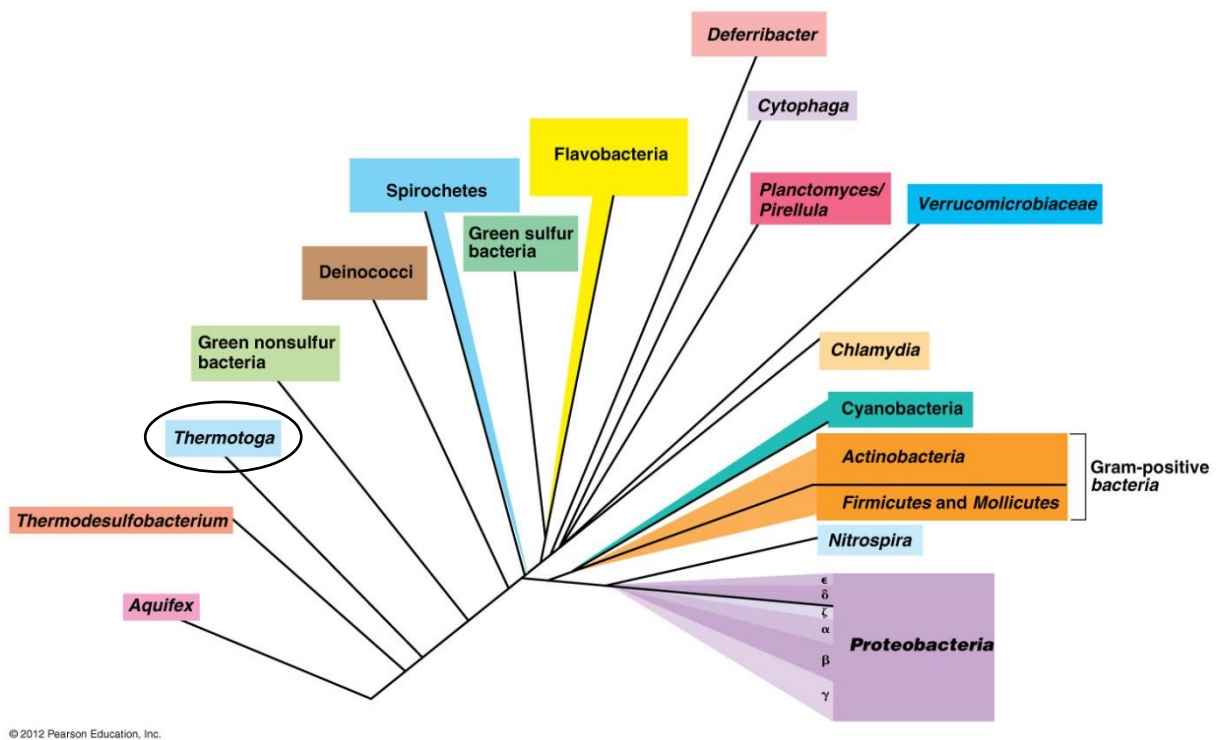 Deferribacter
Cytophaga
Flavobacteria
Spirochetes
Planctomyces/
Pirellula
Verrucomicrobiaceae
Green sulfur
bacteria
Deinococci
Green nonsulfur
bacteria
Chlamydia
Cyanobacteria
Thermotoga
Actinobacteria
Gram-positive
bacteria
Firmicutes and Mollicutes
Thermodesulfobacterium
Nitrospira
Aquifex
ϵ
δ
ζ
α
β
γ
Proteobacteria
© 2012 Pearson Education, Inc.